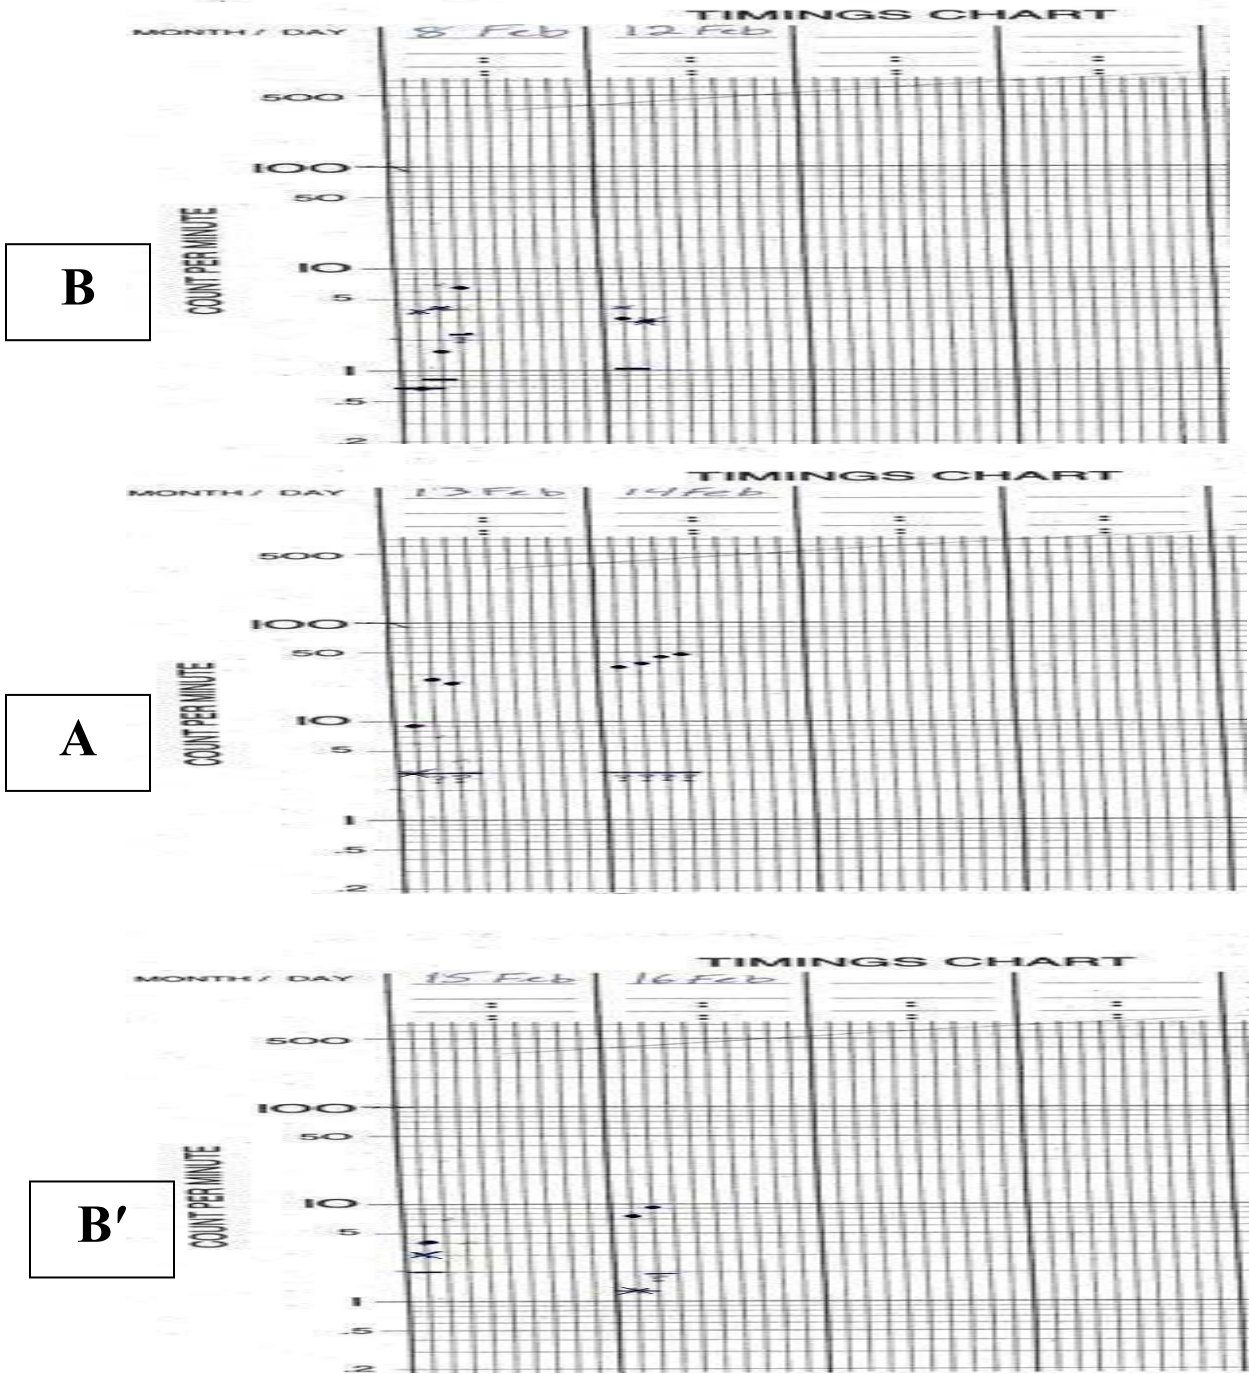 TIMINGS CHART
MONTH / DAY 8 Feb 12 Feb
500
100
50
10
5
1
.5
.2
COUNT PER MINUTE
B
TIMINGS CHART
MONTH / DAY 13 Feb 14 Feb
500
100
50
10
5
1
.5
.2
COUNT PER MINUTE
A
TIMINGS CHART
MONTH / DAY 15 Feb 16 Feb
500
100
50
10
5
1
.5
.2
COUNT PER MINUTE
B'